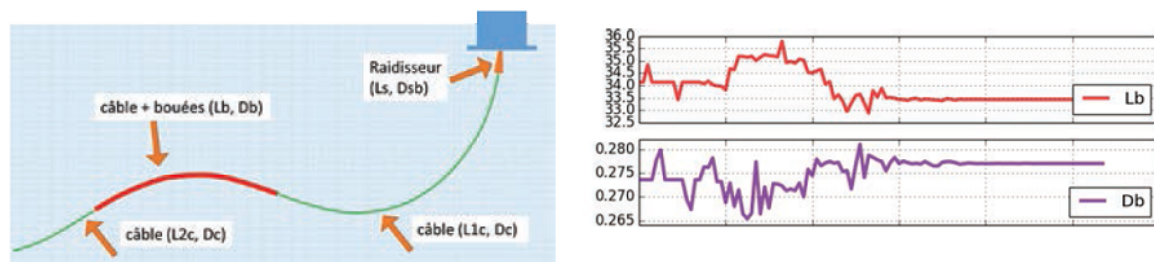 Raidisseur
(Ls, Dsb)
câble + bouées (Lb, Db)
câble (L2c, Dc)
câble (L1c, Dc)
36.0
35.5
35.0
34.5
34.0
33.5
33.0
32.5
Lb
0.280
0.275
0.270
0.265
Db